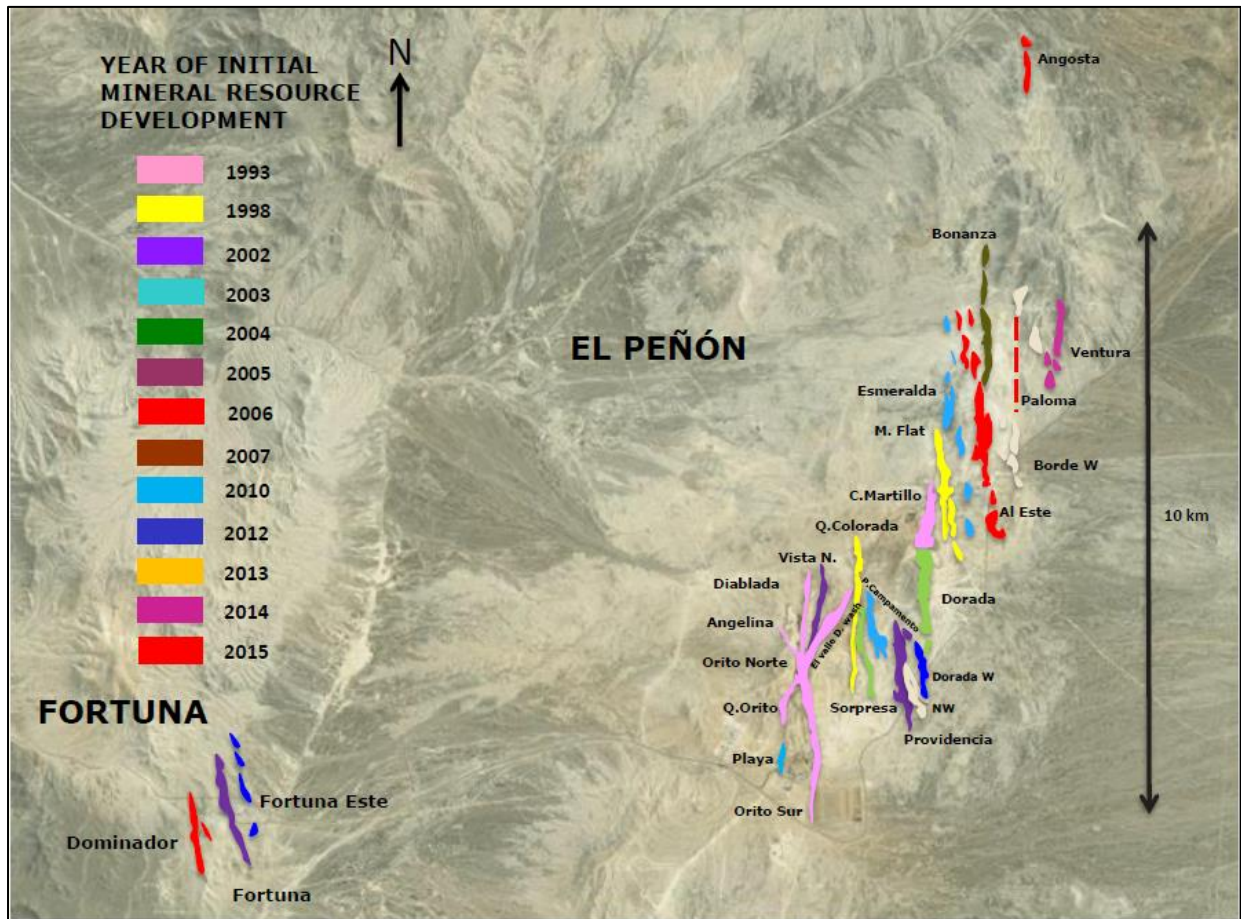 YEAR OF INITIAL
MINERAL RESOURCE
DEVELOPMENT
N
1993
1998
2002
2003
2004
2005
2006
2007
2010
2012
2013
2014
2015
EL PEÑÓN
FORTUNA
Angosta
Bonanza
Ventura
Esmeralda
Paloma
M. Flat
Borde W
C.Martillo
Al Este
10 km
Q.Colorada
Vista N.
Diablada
P.Campamento
Dorada
Angelina
El valle D. wash
Orito Norte
Dorada W
Q.Orito
Sorpresa
NW
Providencia
Playa
Orito Sur
Fortuna Este
Dominador
Fortuna